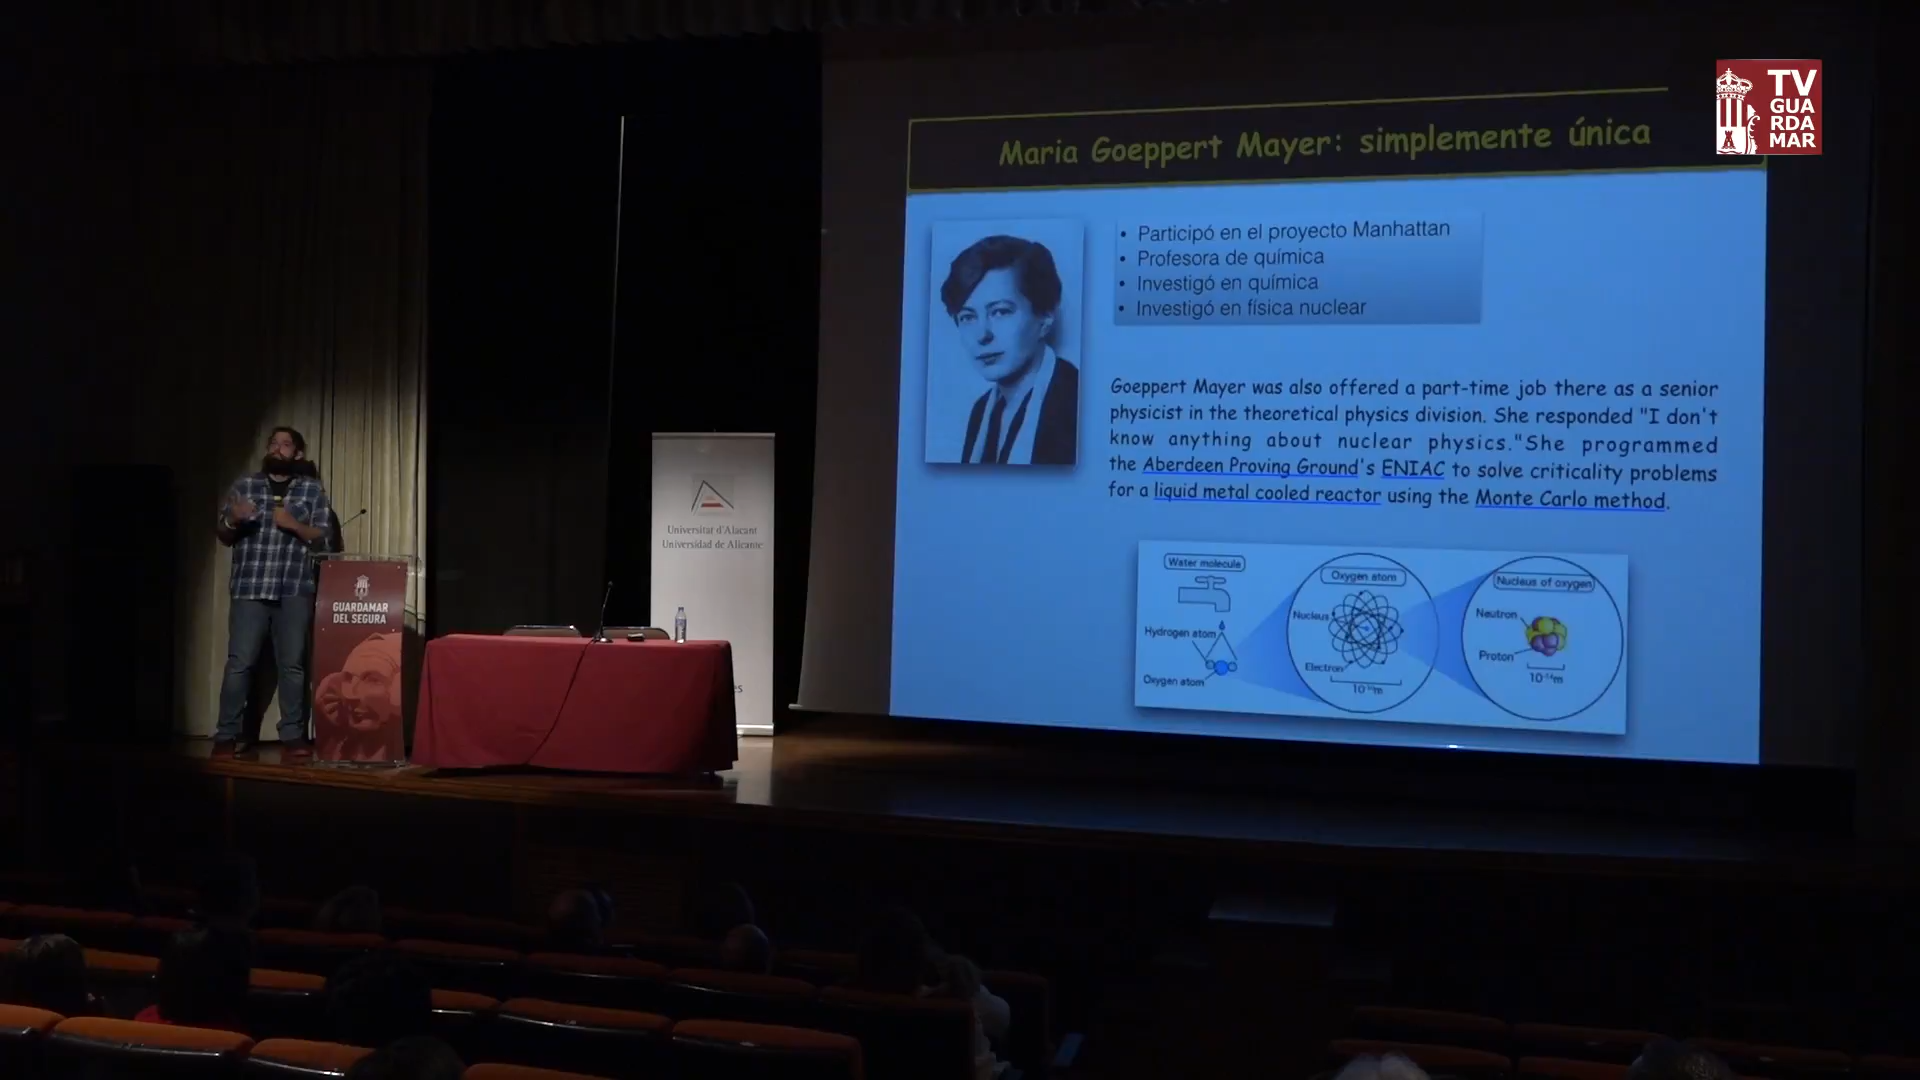 TV
GUA
RDA
MAR
Maria Goeppert Mayer: simplemente única
• Participó en el proyecto Manhattan
• Profesora de química
• Investigó en química
• Investigó en física nuclear
Goeppert Mayer was also offered a part-time job there as a senior
physicist in the theoretical physics division. She responded "I don't
know anything about nuclear physics."She programmed
the Aberdeen Proving Ground's ENIAC to solve criticality problems
for a liquid metal cooled reactor using the Monte Carlo method.
Water molecule
Hydrogen atom
Oxygen atom
Oxygen atom
Nucleus
Electron
Nucleus of oxygen
Neutron
Proton
Universitat d'Alacant
Universidad de Alicante
GUARDAMAR
DEL SEGURA